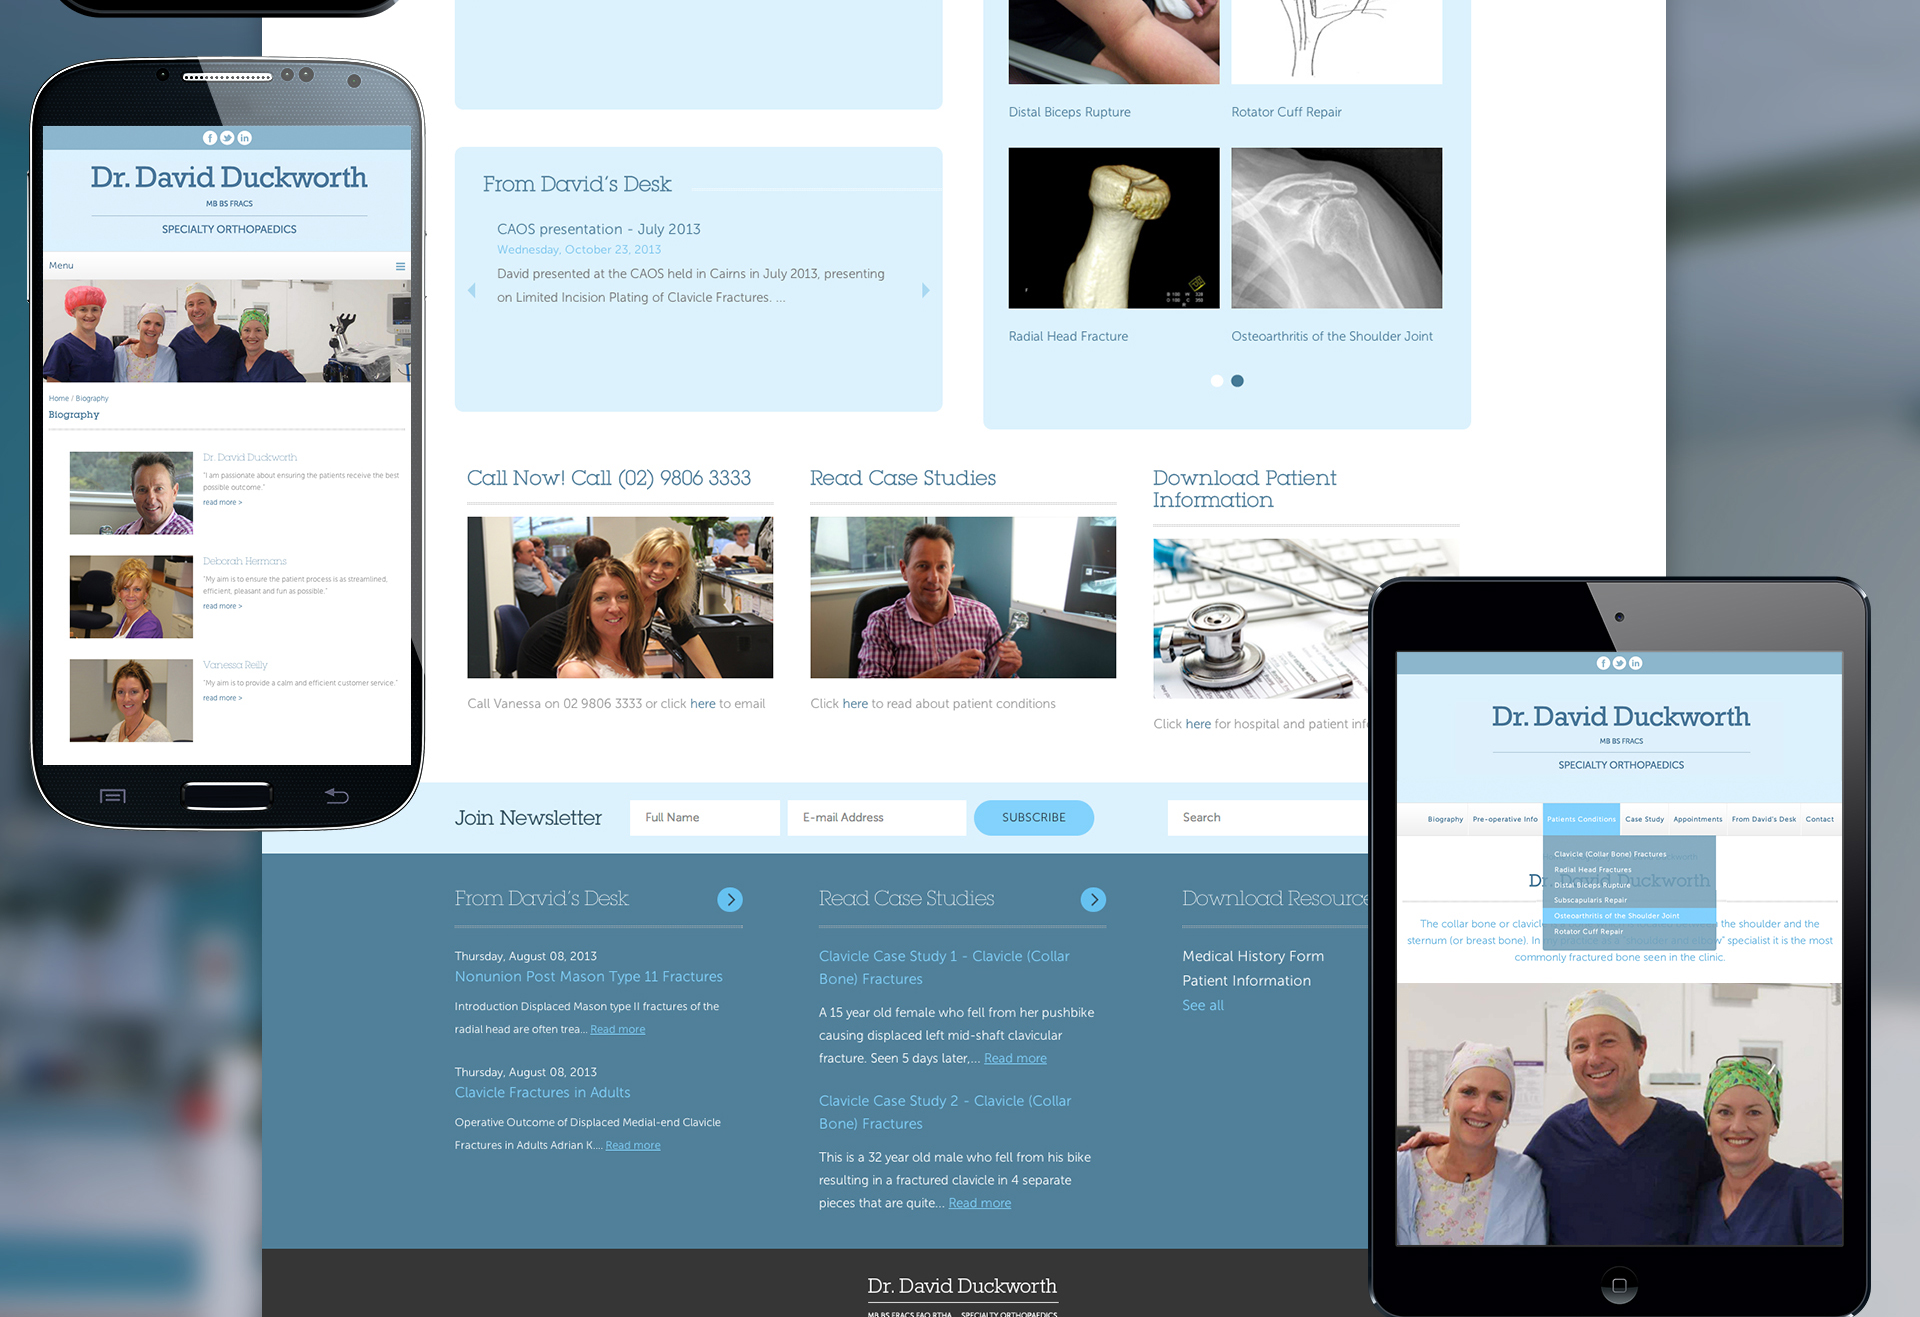 Dr. David Duckworth
MB BS FRACS
SPECIALTY ORTHOPAEDICS
Menu
Home / Biography
Biography
Dr. David Duckworth
"I am passionate about ensuring the patients receive the best
possible outcome."
read more >
Deborah Hermans
"My aim is to ensure the patient process is as streamlined,
efficient, pleasant and fun as possible."
read more >
Vanessa Reilly
"My aim is to provide a calm and efficient customer service."
read more >
From David's Desk
CAOS presentation - July 2013
Wednesday, October 23, 2013
David presented at the CAOS held in Cairns in July 2013, presenting
on Limited Incision Plating of Clavicle Fractures. ...
Distal Biceps Rupture
Rotator Cuff Repair
Radial Head Fracture
Osteoarthritis of the Shoulder Joint
Call Now! Call (02) 9806 3333
Call Vanessa on 02 9806 3333 or click here to email
Read Case Studies
Click here to read about patient conditions
Download Patient
Information
Click here for hospital and patient inf
Join Newsletter
Full Name
E-mail Address
SUBSCRIBE
Search
From David's Desk
Thursday, August 08, 2013
Nonunion Post Mason Type 11 Fractures
Introduction Displaced Mason type II fractures of the
radial head are often trea... Read more
Thursday, August 08, 2013
Clavicle Fractures in Adults
Operative Outcome of Displaced Medial-end Clavicle
Fractures in Adults Adrian K.... Read more
Read Case Studies
Clavicle Case Study 1 - Clavicle (Collar
Bone) Fractures
A 15 year old female who fell from her pushbike
causing displaced left mid-shaft clavicular
fracture. Seen 5 days later,... Read more
Clavicle Case Study 2 - Clavicle (Collar
Bone) Fractures
This is a 32 year old male who fell from his bike
resulting in a fractured clavicle in 4 separate
pieces that are quite... Read more
Download Resource
Medical History Form
Patient Information
See all
Dr. David Duckworth
MB BS FRACS FAO RTHA SPECIALTY ORTHOPAEDICS
Dr. David Duckworth
MB BS FRACS
SPECIALTY ORTHOPAEDICS
Biography
Pre-operative Info
Patients Conditions
Case Study
Appointments
From David's Desk
Contact
Clavicle (Collar Bone) Fractures
Radial Head Fractures
Distal Biceps Rupture
Subscapularis Repair
Osteoarthritis of the Shoulder Joint
Rotator Cuff Repair
Dr. David Duckworth
The collar bone or clavicl the shoulder and the
sternum (or breast bone). In my practice as a "shoulder and elbow" specialist it is the most
commonly fractured bone seen in the clinic.